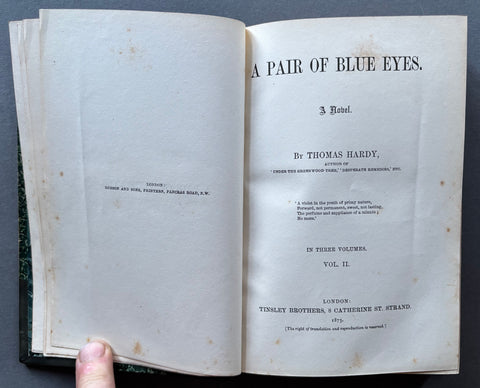 LONDON:
ROBSON AND SONS, PRINTERS, PANCRAS ROAD, N.W.
A PAIR OF BLUE EYES.
A Novel.
BY THOMAS HARDY,
AUTHOR OF
'UNDER THE GREENWOOD TREE,' 'DESPERATE REMEDIES,' ETC.
'A violet in the youth of primy nature,
Forward, not permanent, sweet, not lasting,
The perfume and suppliance of a minute;
No more.'
IN THREE VOLUMES.
VOL. II.
LONDON:
TINSLEY BROTHERS, 8 CATHERINE ST. STRAND.
1873.
[The right of translation and reproduction is reserved.]